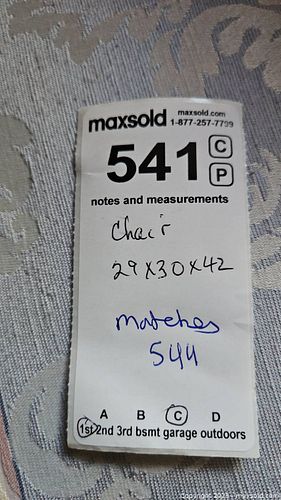 maxsold maxsold.com
1-877-257-7799
541 C
P
notes and measurements
Chair
29x30x42
matches
544
A B C D
1st 2nd 3rd bsmt garage outdoors